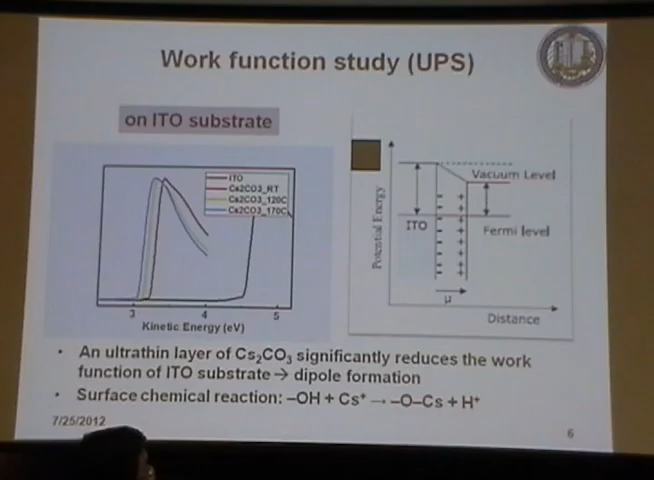 Work function study (UPS)
on ITO substrate
ITO
Cs2CO3_RT
Cs2CO3_120C
Cs2CO3_170C
3 4 5
Kinetic Energy (eV)
Potential Energy
Vacuum Level
ITO
Fermi level
μ
Distance
• An ultrathin layer of Cs₂CO₃ significantly reduces the work
function of ITO substrate → dipole formation
• Surface chemical reaction: –OH + Cs⁺ → –O–Cs + H⁺
7/25/2012
6